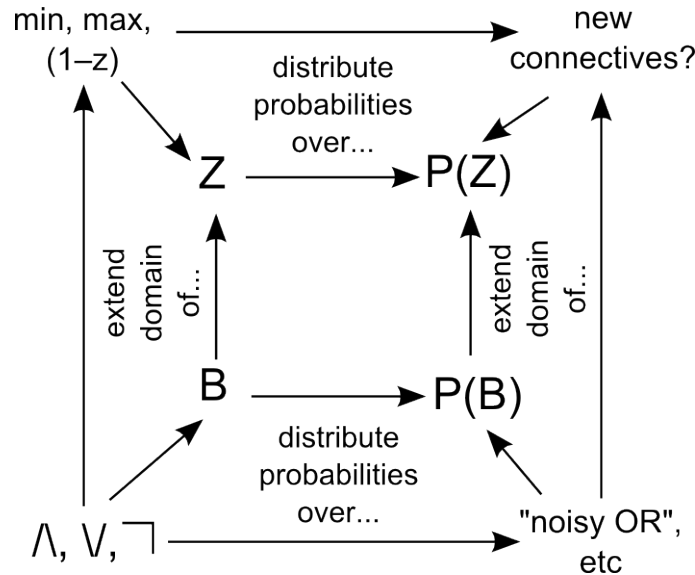 min, max,
(1–z)
new
connectives?
distribute
probabilities
over...
Z
P(Z)
extend
domain
of...
extend
domain
of...
B
P(B)
distribute
probabilities
over...
/\, \/, ㄱ
"noisy OR",
etc